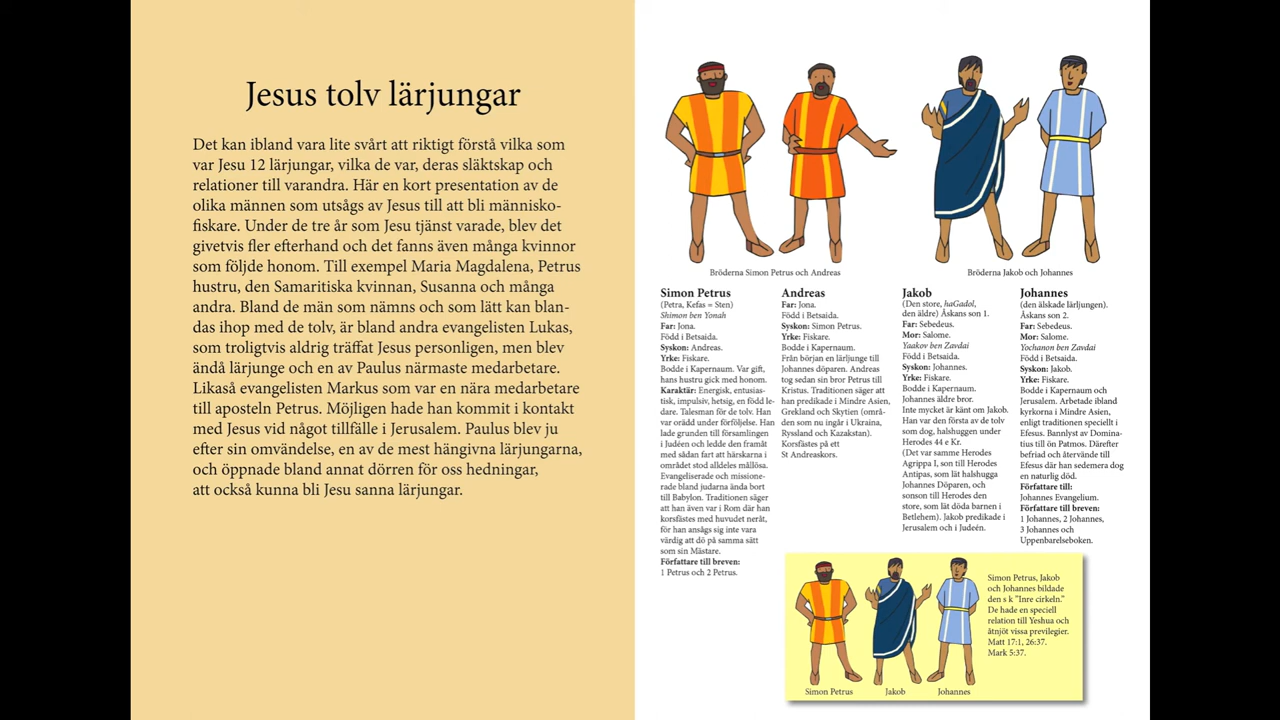 Jesus tolv lärjungar
Det kan ibland vara lite svårt att riktigt förstå vilka som
var Jesu 12 lärjungar, vilka de var, deras släktskap och
relationer till varandra. Här en kort presentation av de
olika männen som utsågs av Jesus till att bli människo-
fiskare. Under de tre år som Jesu tjänst varade, blev det
givetvis fler efterhand och det fanns även många kvinnor
som följde honom. Till exempel Maria Magdalena, Petrus
hustru, den Samaritiska kvinnan, Susanna och många
andra. Bland de män som nämns och som lätt kan blan-
das ihop med de tolv, är bland andra evangelisten Lukas,
som troligtvis aldrig träffat Jesus personligen, men blev
ändå lärjunge och en av Paulus närmaste medarbetare.
Likaså evangelisten Markus som var en nära medarbetare
till aposteln Petrus. Möjligen hade han kommit i kontakt
med Jesus vid något tillfälle i Jerusalem. Paulus blev ju
efter sin omvändelse, en av de mest hängivna lärjungarna,
och öppnade bland annat dörren för oss hedningar,
att också kunna bli Jesu sanna lärjungar.
Bröderna Simon Petrus och Andreas
Bröderna Jakob och Johannes
Simon Petrus
(Petra, Kefas = Sten)
Shimon ben Yonah
Far: Jona.
Född i Betsaida.
Syskon: Andreas.
Yrke: Fiskare.
Bodde i Kapernaum. Var gift,
hans hustru gick med honom.
Karaktär: Energisk, entusias-
tisk, impulsiv, hetsig, en född le-
dare. Talesman för de tolv. Han
var orädd under förföljelse. Han
lade grunden till församlingen
i Judéen och ledde den framåt
med sådan fart att härskarna i
området stod alldeles mållösa.
Evangeliserade och missione-
rade bland judarna ända bort
till Babylon. Traditionen säger
att han även var i Rom där han
korsfästes med huvudet neråt,
för han ansågs sig inte vara
värdig att dö på samma sätt
som sin Mästare.
Författare till breven:
1 Petrus och 2 Petrus.
Andreas
Far: Jona.
Född i Betsaida.
Syskon: Simon Petrus.
Yrke: Fiskare.
Bodde i Kapernaum.
Från början en lärljunge till
Johannes döparen. Andreas
tog sedan sin bror Petrus till
Kristus. Traditionen säger att
han predikade i Mindre Asien,
Grekland och Skytien (områ-
den som nu ingår i Ukraina,
Ryssland och Kazakstan).
Korsfästes på ett
St Andreaskors.
Jakob
(Den store, haGadol,
den äldre) Åskans son 1.
Far: Sebedeus.
Mor: Salome.
Yaakov ben Zavdai
Född i Betsaida.
Syskon: Johannes.
Yrke: Fiskare.
Bodde i Kapernaum.
Johannes äldre bror.
Inte mycket är känt om Jakob.
Han var den första av de tolv
som dog, halshuggen under
Herodes 44 e Kr.
(Det var samme Herodes
Agrippa I, son till Herodes
Antipas, som lät halshugga
Johannes Döparen, och
sonson till Herodes den
store, som lät döda barnen i
Betlehem). Jakob predikade i
Jerusalem och i Judeén.
Johannes
(den älskade lärljungen).
Åskans son 2.
Far: Sebedeus.
Mor: Salome.
Yochanon ben Zavdai
Född i Betsaida.
Syskon: Jakob.
Yrke: Fiskare.
Bodde i Kapernaum och
Jerusalem. Arbetade ibland
kyrkorna i Mindre Asien,
enligt traditionen speciellt i
Efesus. Bannlyst av Domina-
tius till ön Patmos. Därefter
befriad och återvände till
Efesus där han sedemera dog
en naturlig död.
Författare till:
Johannes Evangelium.
Författare till breven:
1 Johannes, 2 Johannes,
3 Johannes och
Uppenbarelseboken.
Simon Petrus, Jakob
och Johannes bildade
den s k "Inre cirkeln."
De hade en speciell
relation till Yeshua och
åtnjöt vissa previlegier.
Matt 17:1, 26:37.
Mark 5:37.
Simon Petrus
Jakob
Johannes